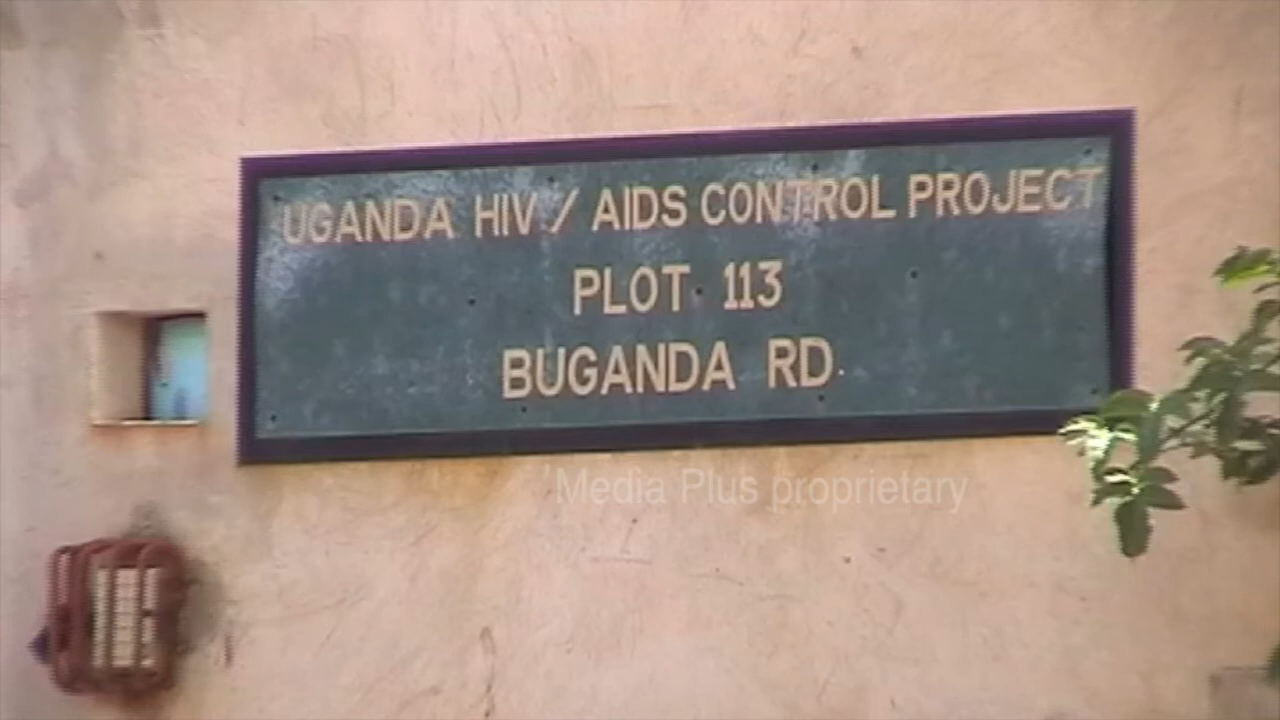 UGANDA HIV / AIDS CONTROL PROJECT
PLOT 113
BUGANDA RD.
Media Plus proprietary